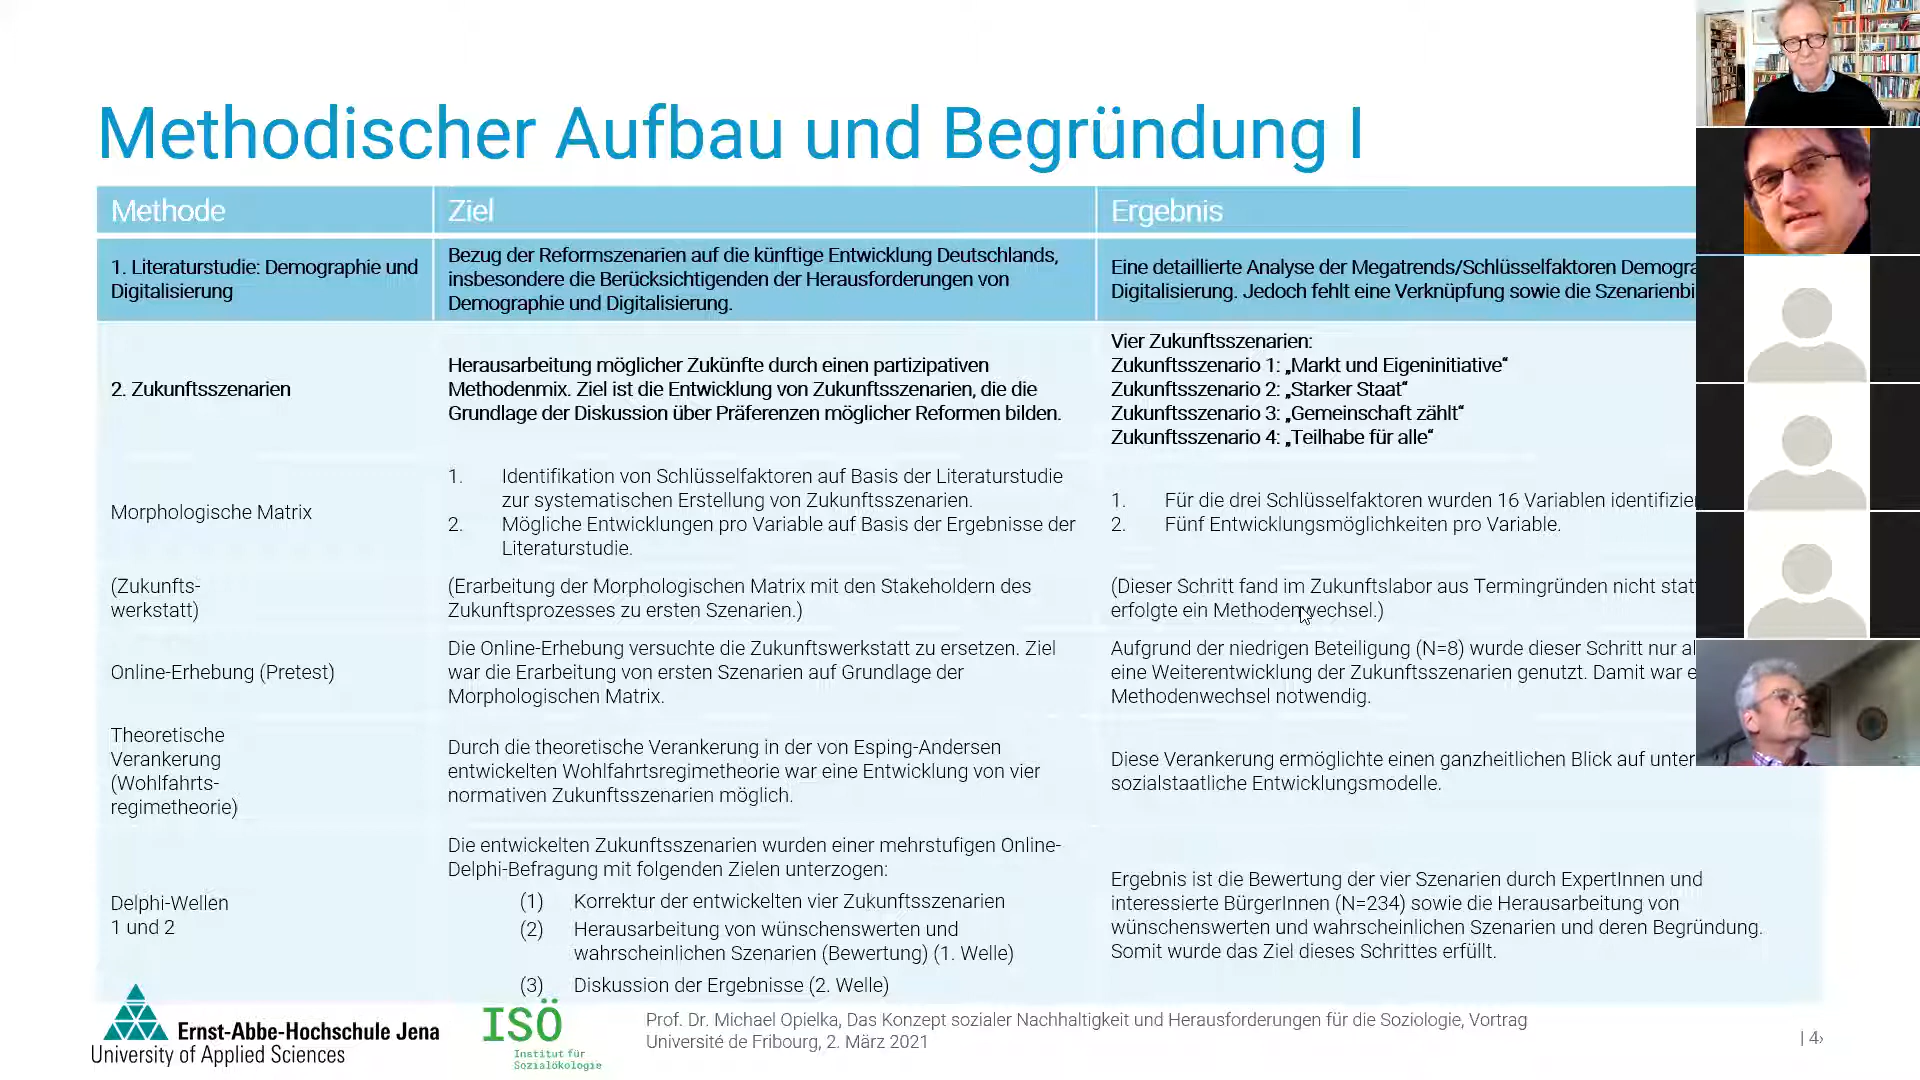 Methodischer Aufbau und Begründung I
Methode
Ziel
Ergebnis
1. Literaturstudie: Demographie und
Digitalisierung
Bezug der Reformszenarien auf die künftige Entwicklung Deutschlands,
insbesondere die Berücksichtigenden der Herausforderungen von
Demographie und Digitalisierung.
Eine detaillierte Analyse der Megatrends/Schlüsselfaktoren
Digitalisierung. Jedoch fehlt eine Verknüpfung sowie die
2. Zukunftsszenarien
Herausarbeitung möglicher Zukünfte durch einen partizipativen
Methodenmix. Ziel ist die Entwicklung von Zukunftsszenarien, die die
Grundlage der Diskussion über Präferenzen möglicher Reformen bilden.
Vier Zukunftsszenarien:
Zukunftsszenario 1: „Markt und Eigeninitiative“
Zukunftsszenario 2: „Starker Staat“
Zukunftsszenario 3: „Gemeinschaft zählt“
Zukunftsszenario 4: „Teilhabe für alle“
Morphologische Matrix
1. Identifikation von Schlüsselfaktoren auf Basis der Literaturstudie
zur systematischen Erstellung von Zukunftsszenarien.
2. Mögliche Entwicklungen pro Variable auf Basis der Ergebnisse der
Literaturstudie.
1. Für die drei Schlüsselfaktoren wurden 16 Variablen
2. Fünf Entwicklungsmöglichkeiten pro Variable.
(Zukunfts-
werkstatt)
(Erarbeitung der Morphologischen Matrix mit den Stakeholdern des
Zukunftsprozesses zu ersten Szenarien.)
(Dieser Schritt fand im Zukunftslabor aus Termingründen nicht
erfolgte ein Methodenwechsel.)
Online-Erhebung (Pretest)
Die Online-Erhebung versuchte die Zukunftswerkstatt zu ersetzen. Ziel
war die Erarbeitung von ersten Szenarien auf Grundlage der
Morphologischen Matrix.
Aufgrund der niedrigen Beteiligung (N=8) wurde dieser Schritt nur
eine Weiterentwicklung der Zukunftsszenarien genutzt. Damit war
Methodenwechsel notwendig.
Theoretische
Verankerung
(Wohlfahrts-
regimetheorie)
Durch die theoretische Verankerung in der von Esping-Andersen
entwickelten Wohlfahrtsregimetheorie war eine Entwicklung von vier
normativen Zukunftsszenarien möglich.
Diese Verankerung ermöglichte einen ganzheitlichen Blick auf
sozialstaatliche Entwicklungsmodelle.
Delphi-Wellen
1 und 2
Die entwickelten Zukunftsszenarien wurden einer mehrstufigen Online-
Delphi-Befragung mit folgenden Zielen unterzogen:
(1) Korrektur der entwickelten vier Zukunftsszenarien
(2) Herausarbeitung von wünschenswerten und
wahrscheinlichen Szenarien (Bewertung) (1. Welle)
(3) Diskussion der Ergebnisse (2. Welle)
Ergebnis ist die Bewertung der vier Szenarien durch ExpertInnen und
interessierte BürgerInnen (N=234) sowie die Herausarbeitung von
wünschenswerten und wahrscheinlichen Szenarien und deren Begründung.
Somit wurde das Ziel dieses Schrittes erfüllt.
Ernst-Abbe-Hochschule Jena
University of Applied Sciences
ISÖ
Institut für
Sozialökologie
Prof. Dr. Michael Opielka, Das Konzept sozialer Nachhaltigkeit und Herausforderungen für die Soziologie, Vortrag
Université de Fribourg, 2. März 2021
| 4›